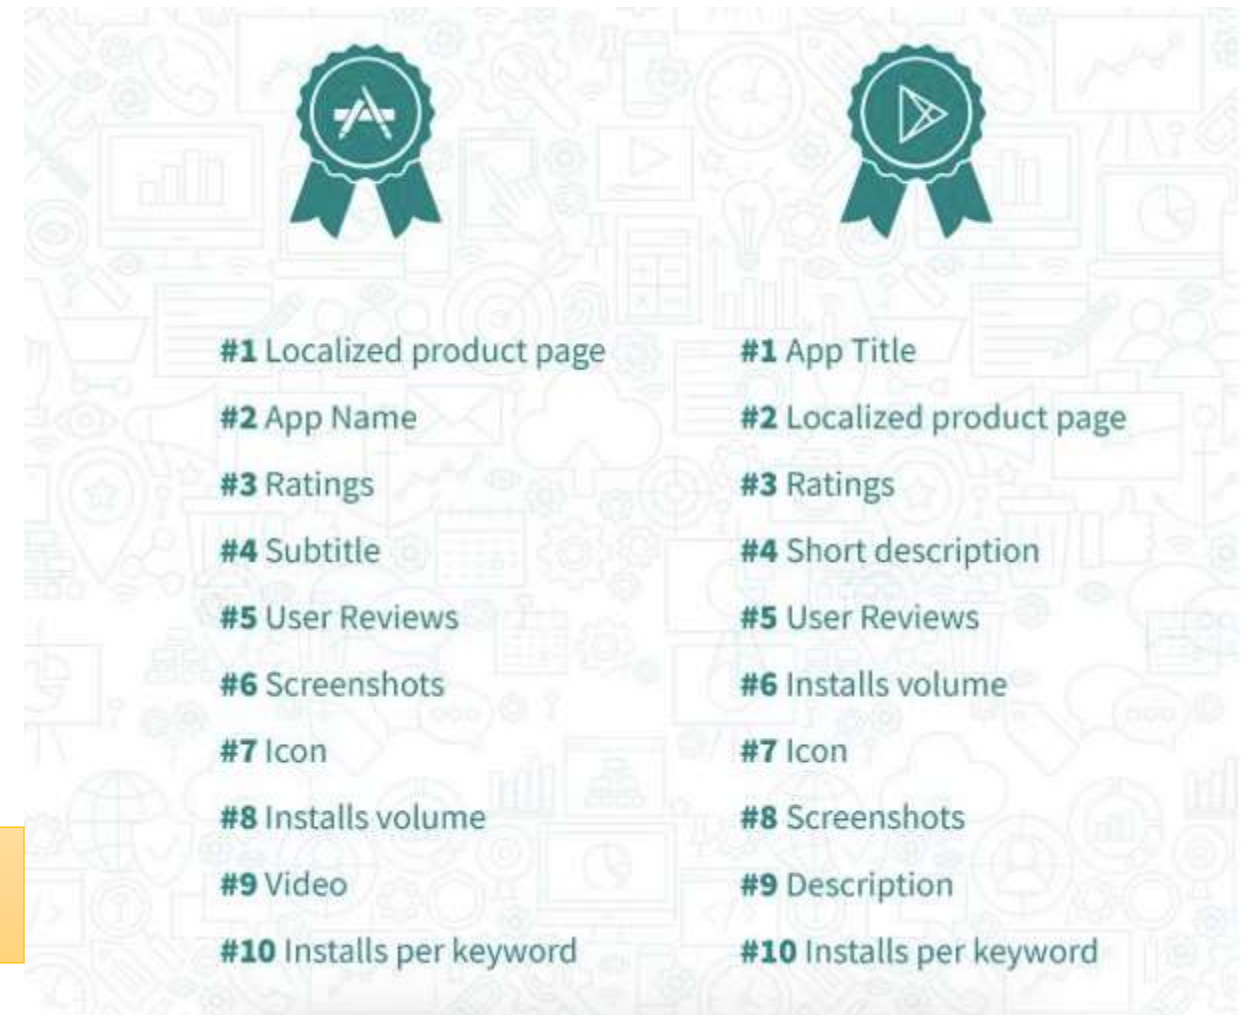 #1 Localized product page
#2 App Name
#3 Ratings
#4 Subtitle
#5 User Reviews
#6 Screenshots
#7 Icon
#8 Installs volume
#9 Video
#10 Installs per keyword
#1 App Title
#2 Localized product page
#3 Ratings
#4 Short description
#5 User Reviews
#6 Installs volume
#7 Icon
#8 Screenshots
#9 Description
#10 Installs per keyword